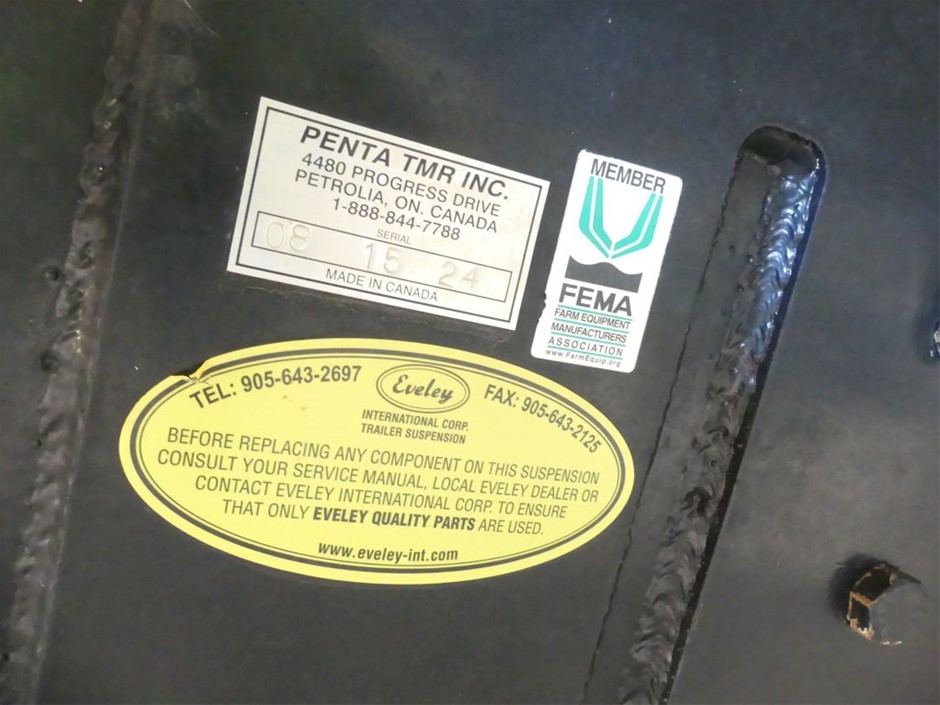 PENTA TMR INC.
4480 PROGRESS DRIVE
PETROLIA, ON. CANADA
1-888-844-7788
SERIAL
08 15 24
MADE IN CANADA
MEMBER
FEMA
FARM EQUIPMENT
MANUFACTURERS
ASSOCIATION
www.FarmEquip.org
TEL: 905-643-2697
Eveley
FAX: 905-643-2125
INTERNATIONAL CORP.
TRAILER SUSPENSION
BEFORE REPLACING ANY COMPONENT ON THIS SUSPENSION
CONSULT YOUR SERVICE MANUAL, LOCAL EVELEY DEALER OR
CONTACT EVELEY INTERNATIONAL CORP. TO ENSURE
THAT ONLY EVELEY QUALITY PARTS ARE USED.
www.eveley-int.com